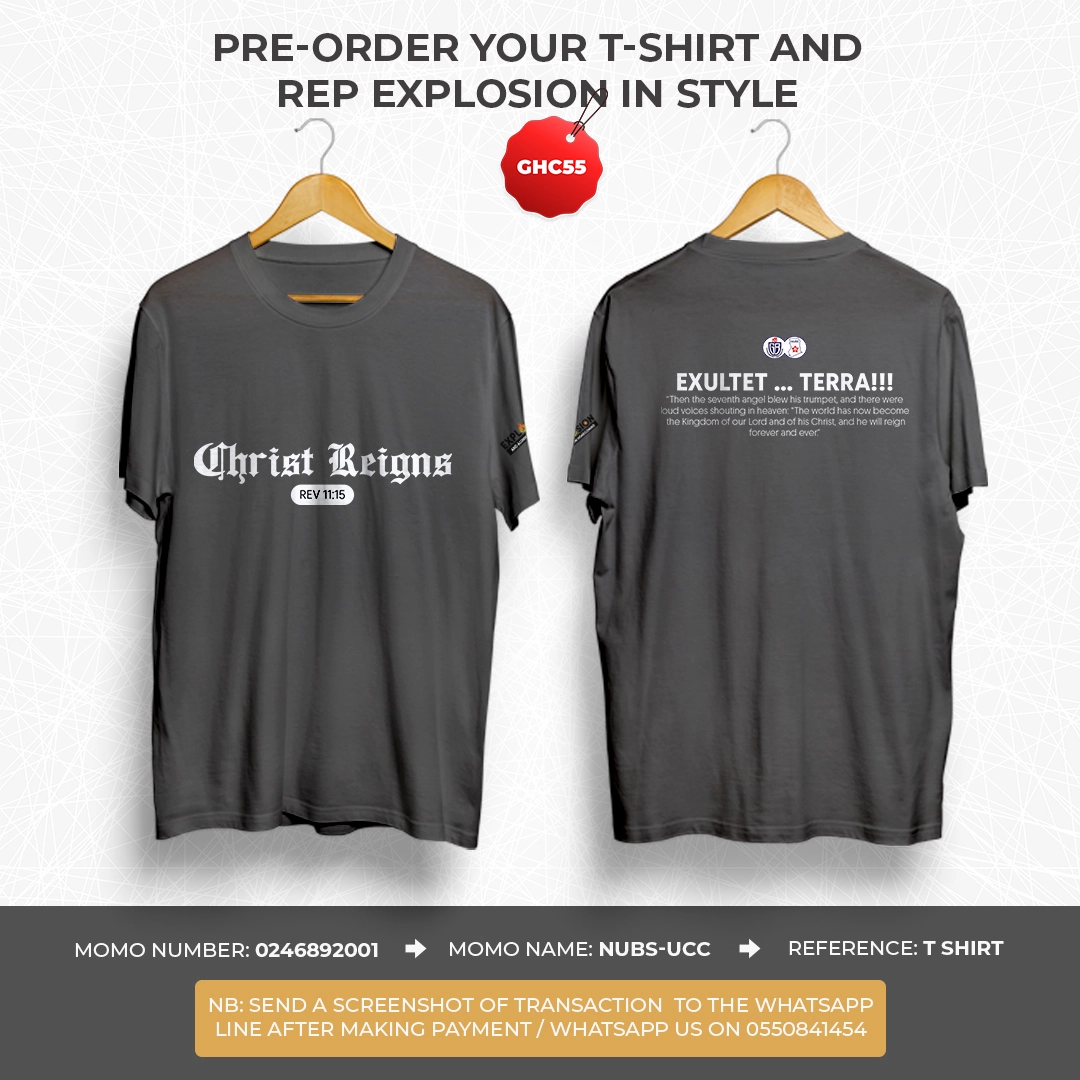 PRE-ORDER YOUR T-SHIRT AND
REP EXPLOSION IN STYLE
GHC55
Christ Reigns
REV 11:15
EXULTET ... TERRA!!!
"Then the seventh angel blew his trumpet, and there were
loud voices shouting in heaven: "The world has now become
the Kingdom of our Lord and of his Christ, and he will reign
forever and ever."
MOMO NUMBER: 0246892001
MOMO NAME: NUBS-UCC
REFERENCE: T SHIRT
NB: SEND A SCREENSHOT OF TRANSACTION TO THE WHATSAPP
LINE AFTER MAKING PAYMENT / WHATSAPP US ON 0550841454